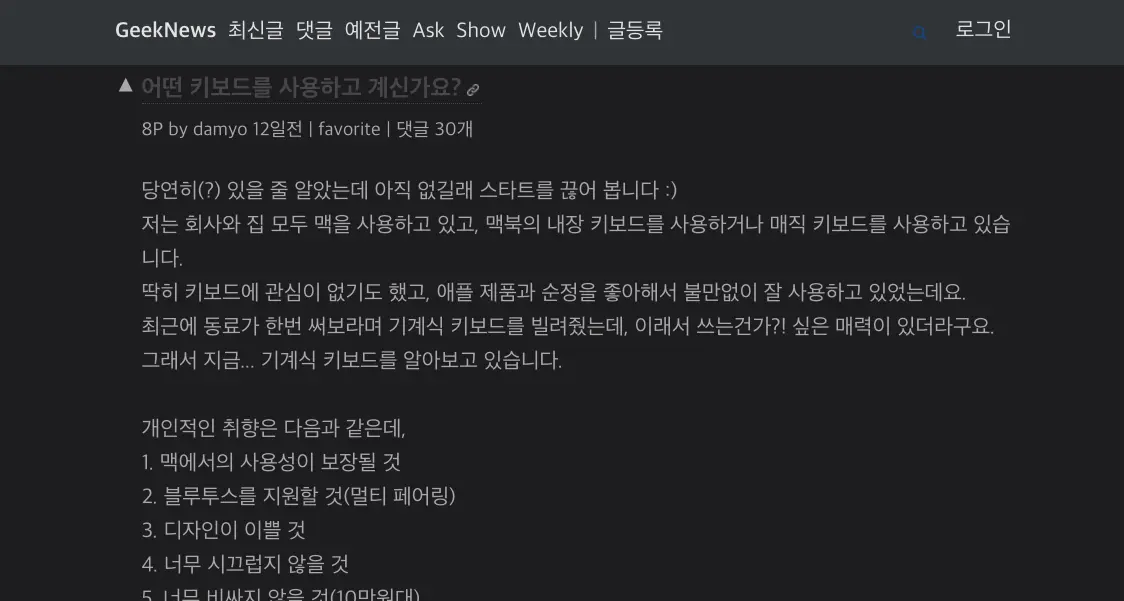 GeekNews 최신글 댓글 예전글 Ask Show Weekly | 글등록 로그인
▲ 어떤 키보드를 사용하고 계신가요?
8P by damyo 12일전 | favorite | 댓글 30개
당연히(?) 있을 줄 알았는데 아직 없길래 스타트를 끊어 봅니다 :)
저는 회사와 집 모두 맥을 사용하고 있고, 맥북의 내장 키보드를 사용하거나 매직 키보드를 사용하고 있습
니다.
딱히 키보드에 관심이 없기도 했고, 애플 제품과 순정을 좋아해서 불만없이 잘 사용하고 있었는데요.
최근에 동료가 한번 써보라며 기계식 키보드를 빌려줬는데, 이래서 쓰는건가?! 싶은 매력이 있더라구요.
그래서 지금... 기계식 키보드를 알아보고 있습니다.
개인적인 취향은 다음과 같은데,
1. 맥에서의 사용성이 보장될 것
2. 블루투스를 지원할 것(멀티 페어링)
3. 디자인이 이쁠 것
4. 너무 시끄럽지 않을 것
5. 너무 비싸지 않을 것(10만원대)